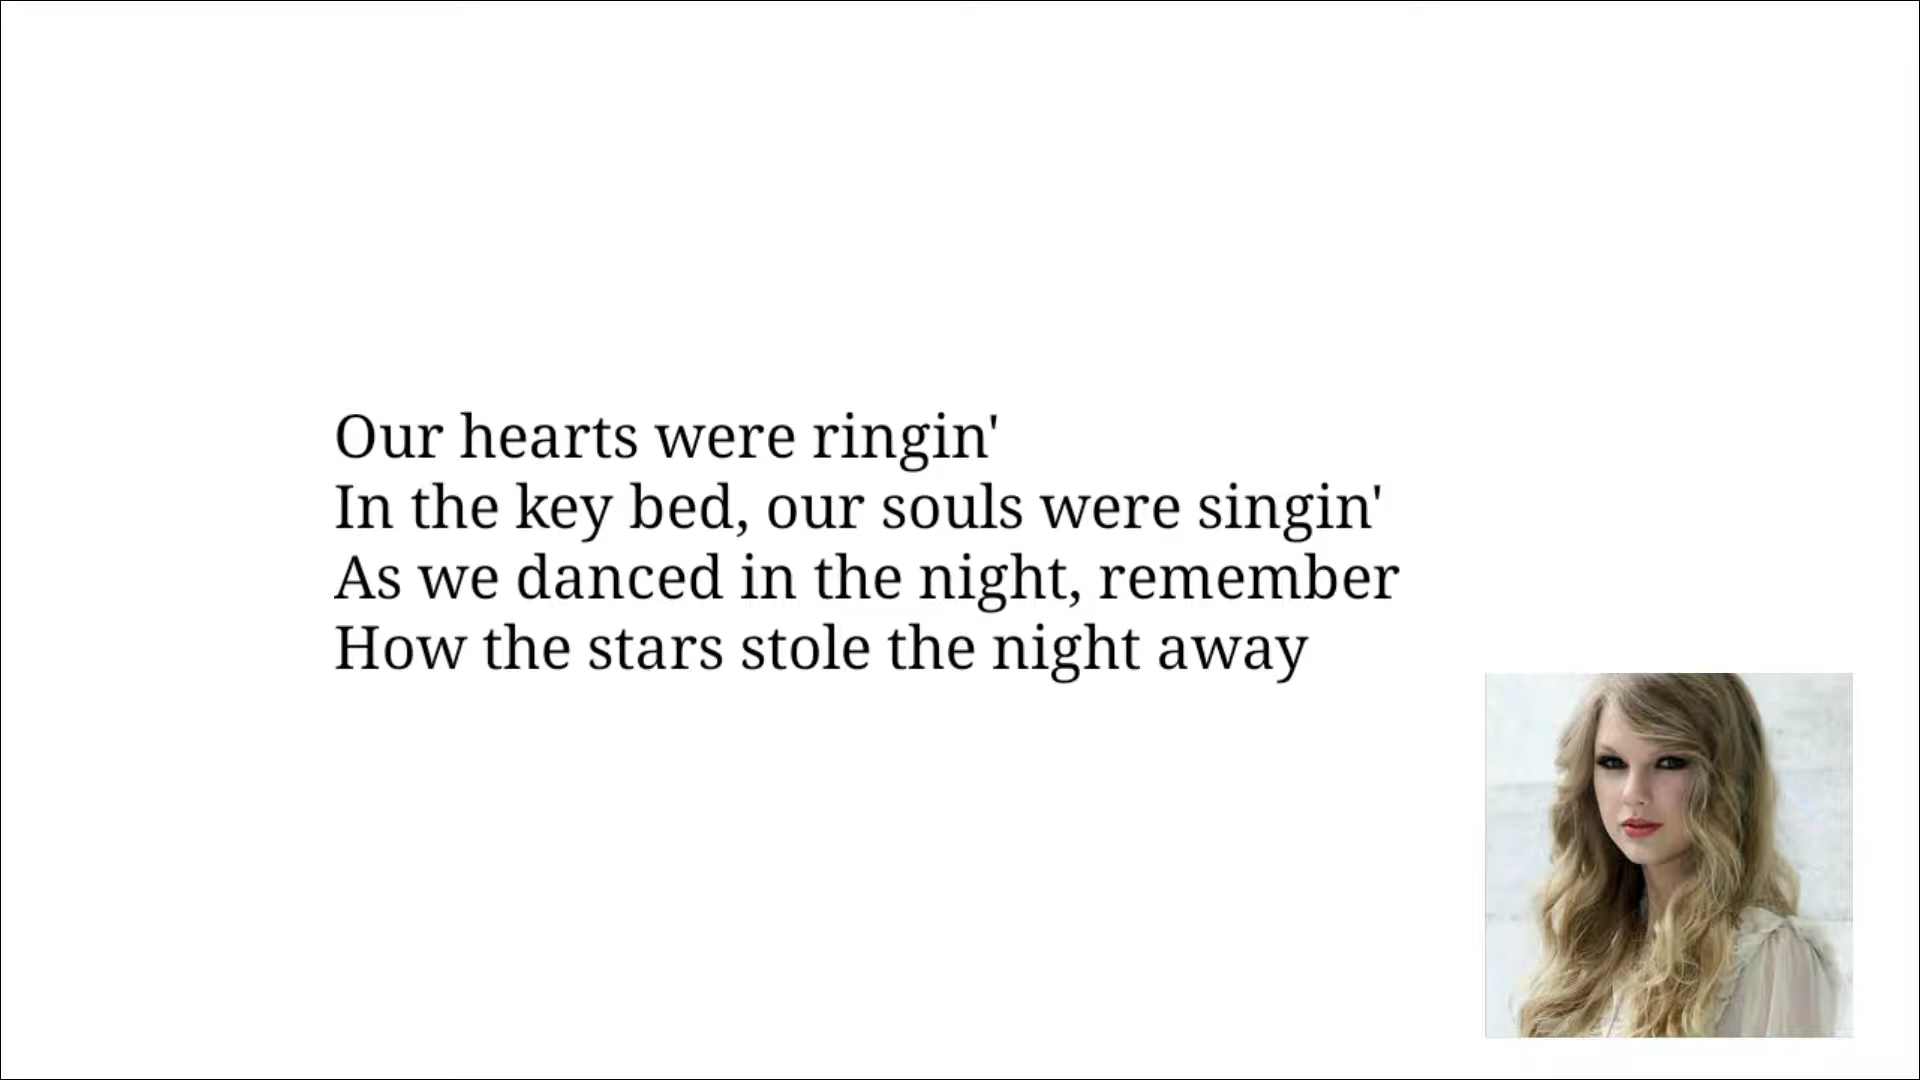 Our hearts were ringin'
In the key bed, our souls were singin'
As we danced in the night, remember
How the stars stole the night away